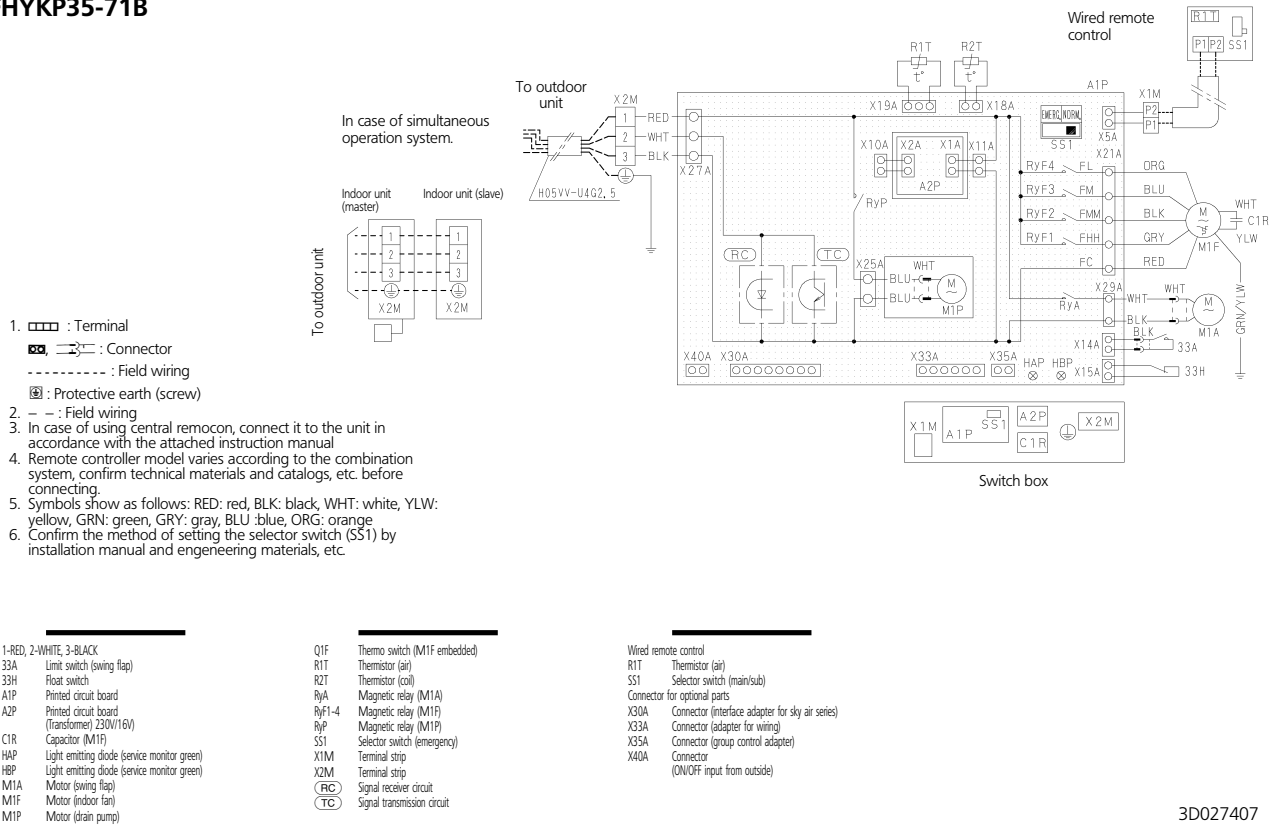 HYKP35-71B
Wired remote
control
R1T
P1 P2 SS1
To outdoor
unit
In case of simultaneous
operation system.
Indoor unit
(master)
Indoor unit (slave)
To outdoor unit
1
2
3
X2M
1
2
3
X2M
X2M
1 RED
2 WHT
3 BLK
X27A
H05VV-U4G2,5
R1T
t°
R2T
t°
X19A
X18A
A1P
EMERG. NORM.
SS1
X5A
X1M
P2
P1
X10A X2A X1A X11A
A2P
RyP
RC
TC
X25A
WHT
BLU
BLU
M
M1P
X21A
RyF4 FL ORG
RyF3 FM BLU
RyF2 FMM BLK
RyF1 FHH GRY
FC RED
M
M1F
WHT
C1R
YLW
GRN/YLW
X29A
RyA
WHT
WHT
BLK
M
M1A
BLK
X14A
33A
X15A
33H
X40A X30A X33A X35A HAP HBP
X1M
A1P
SS1
A2P
C1R
X2M
Switch box
1. : Terminal
, : Connector
- - - - - - - - - - : Field wiring
: Protective earth (screw)
2. – – : Field wiring
3. In case of using central remocon, connect it to the unit in
accordance with the attached instruction manual
4. Remote controller model varies according to the combination
system, confirm technical materials and catalogs, etc. before
connecting.
5. Symbols show as follows: RED: red, BLK: black, WHT: white, YLW:
yellow, GRN: green, GRY: gray, BLU :blue, ORG: orange
6. Confirm the method of setting the selector switch (SS1) by
installation manual and engeneering materials, etc.
1-RED, 2-WHITE, 3-BLACK
33A Limit switch (swing flap)
33H Float switch
A1P Printed circuit board
A2P Printed circuit board
(Transformer) 230V/16V)
C1R Capacitor (M1F)
HAP Light emitting diode (service monitor green)
HBP Light emitting diode (service monitor green)
M1A Motor (swing flap)
M1F Motor (indoor fan)
M1P Motor (drain pump)
Q1F Thermo switch (M1F embedded)
R1T Thermistor (air)
R2T Thermistor (coil)
RyA Magnetic relay (M1A)
RyF1-4 Magnetic relay (M1F)
RyP Magnetic relay (M1P)
SS1 Selector switch (emergency)
X1M Terminal strip
X2M Terminal strip
RC Signal receiver circuit
TC Signal transmission circuit
Wired remote control
R1T Thermistor (air)
SS1 Selector switch (main/sub)
Connector for optional parts
X30A Connector (interface adapter for sky air series)
X33A Connector (adapter for wiring)
X35A Connector (group control adapter)
X40A Connector
(ON/OFF input from outside)
3D027407